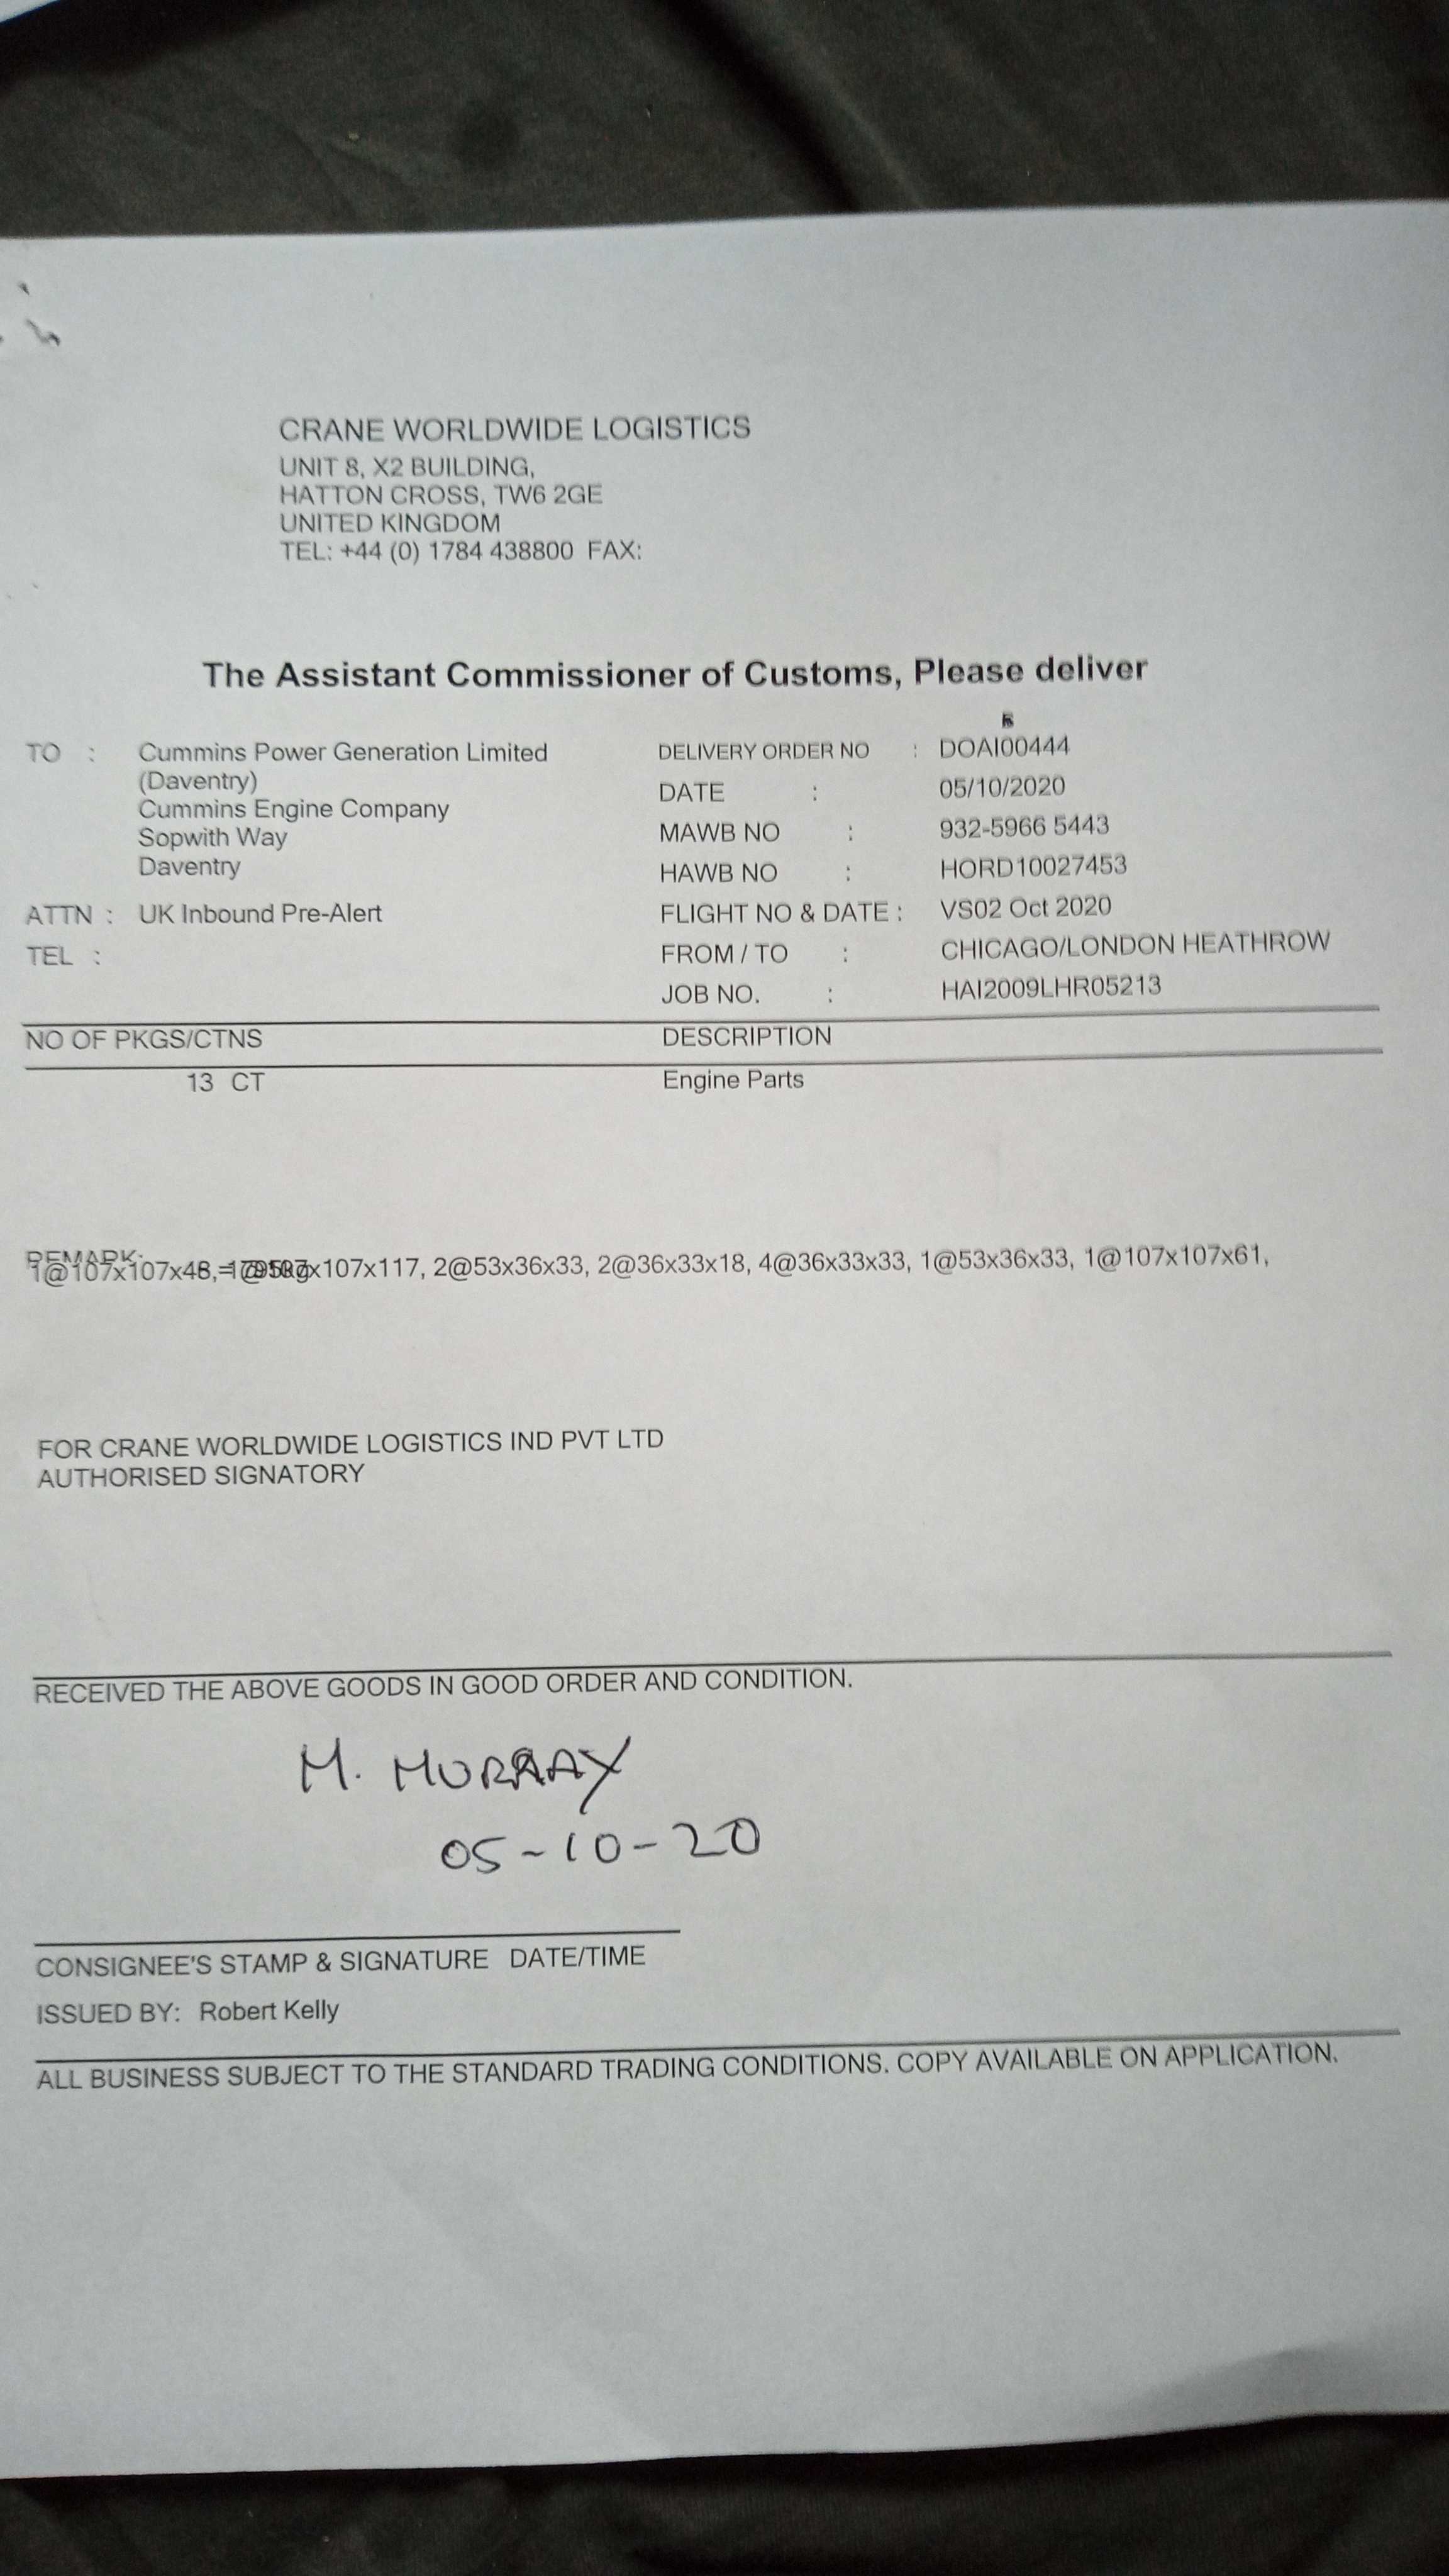 CRANE WORLDWIDE LOGISTICS
UNIT 8, X2 BUILDING,
HATTON CROSS, TW6 2GE
UNITED KINGDOM
TEL: +44 (0) 1784 438800 FAX:
The Assistant Commissioner of Customs, Please deliver
TO : Cummins Power Generation Limited
(Daventry)
Cummins Engine Company
Sopwith Way
Daventry
ATTN : UK Inbound Pre-Alert
TEL :
DELIVERY ORDER NO : DOAI00444
DATE : 05/10/2020
MAWB NO : 932-5966 5443
HAWB NO : HORD10027453
FLIGHT NO & DATE : VS02 Oct 2020
FROM / TO : CHICAGO/LONDON HEATHROW
JOB NO. : HAI2009LHR05213
NO OF PKGS/CTNS DESCRIPTION
13 CT Engine Parts
REMARK:
1@107x107x48, x107x117, 2@53x36x33, 2@36x33x18, 4@36x33x33, 1@53x36x33, 1@107x107x61,
FOR CRANE WORLDWIDE LOGISTICS IND PVT LTD
AUTHORISED SIGNATORY
RECEIVED THE ABOVE GOODS IN GOOD ORDER AND CONDITION.
M. MURRAY
05-10-20
CONSIGNEE'S STAMP & SIGNATURE DATE/TIME
ISSUED BY: Robert Kelly
ALL BUSINESS SUBJECT TO THE STANDARD TRADING CONDITIONS. COPY AVAILABLE ON APPLICATION.